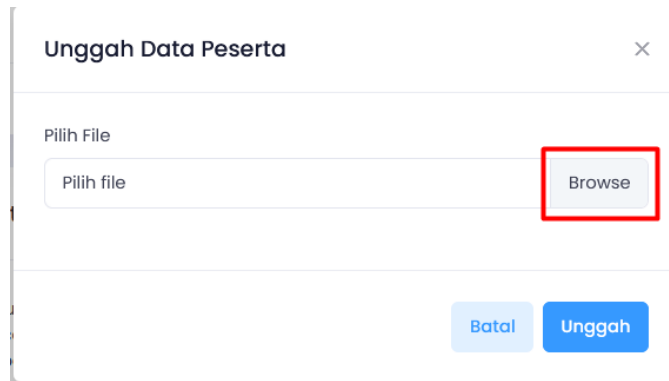 Unggah Data Peserta
Pilih File
Pilih file
Browse
Batal
Unggah